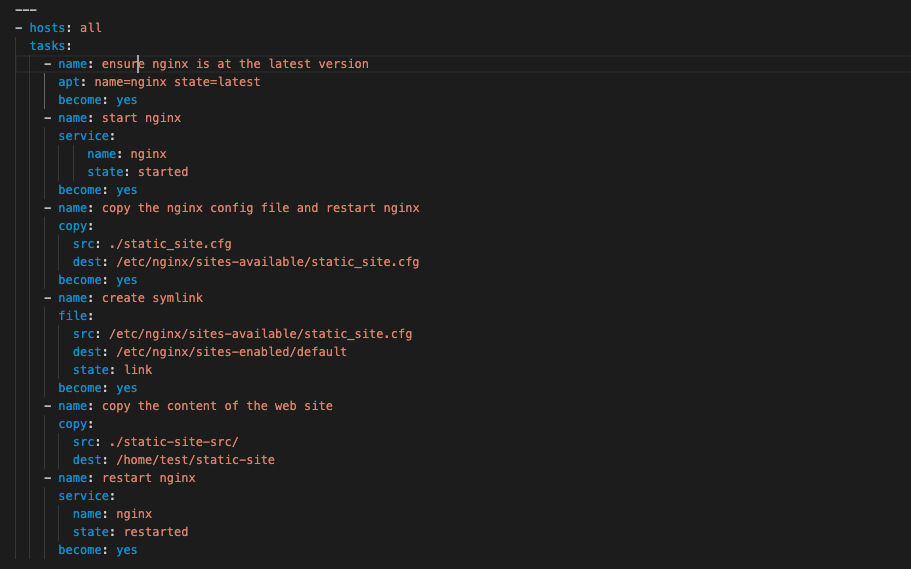 ---
- hosts: all
  tasks:
    - name: ensure nginx is at the latest version
      apt: name=nginx state=latest
      become: yes
    - name: start nginx
      service:
          name: nginx
          state: started
      become: yes
    - name: copy the nginx config file and restart nginx
      copy:
        src: ./static_site.cfg
        dest: /etc/nginx/sites-available/static_site.cfg
      become: yes
    - name: create symlink
      file:
        src: /etc/nginx/sites-available/static_site.cfg
        dest: /etc/nginx/sites-enabled/default
        state: link
      become: yes
    - name: copy the content of the web site
      copy:
        src: ./static-site-src/
        dest: /home/test/static-site
    - name: restart nginx
      service:
        name: nginx
        state: restarted
      become: yes